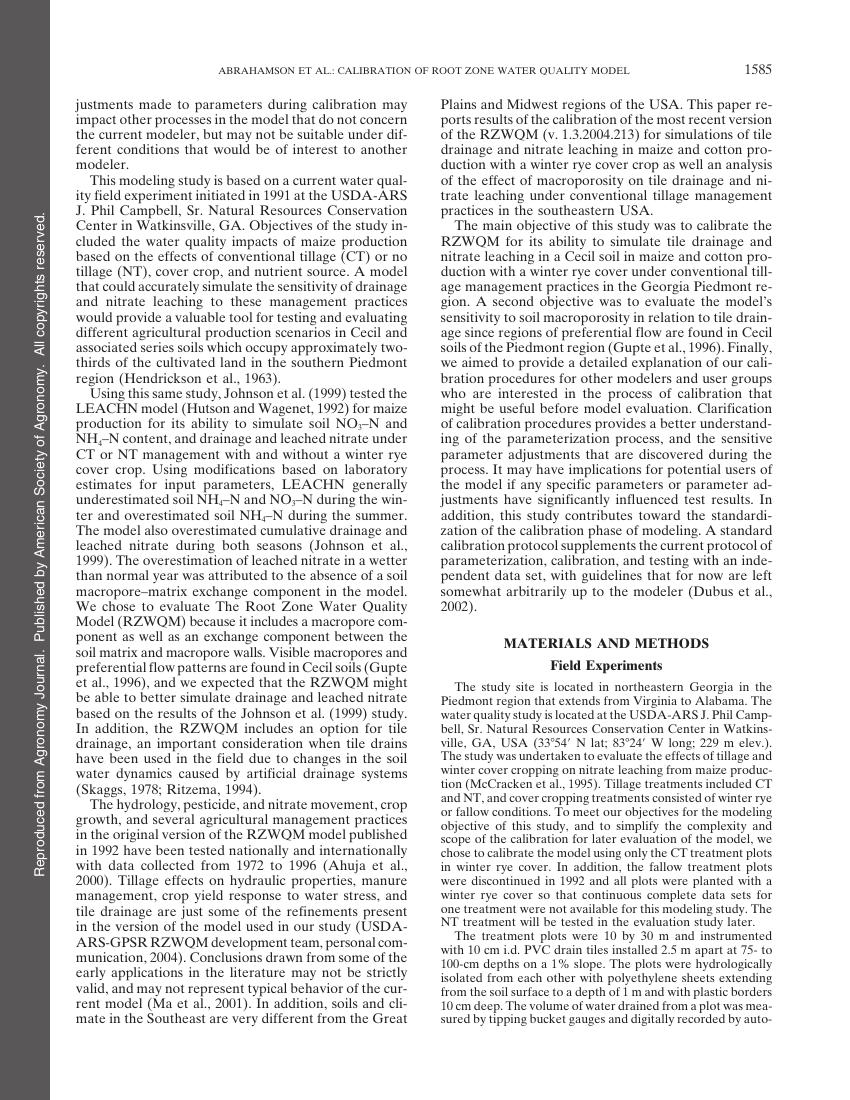 ABRAHAMSON ET AL.: CALIBRATION OF ROOT ZONE WATER QUALITY MODEL 1585
justments made to parameters during calibration may
impact other processes in the model that do not concern
the current modeler, but may not be suitable under dif-
ferent conditions that would be of interest to another
modeler.
This modeling study is based on a current water qual-
ity field experiment initiated in 1991 at the USDA-ARS
J. Phil Campbell, Sr. Natural Resources Conservation
Center in Watkinsville, GA. Objectives of the study in-
cluded the water quality impacts of maize production
based on the effects of conventional tillage (CT) or no
tillage (NT), cover crop, and nutrient source. A model
that could accurately simulate the sensitivity of drainage
and nitrate leaching to these management practices
would provide a valuable tool for testing and evaluating
different agricultural production scenarios in Cecil and
associated series soils which occupy approximately two-
thirds of the cultivated land in the southern Piedmont
region (Hendrickson et al., 1963).
Using this same study, Johnson et al. (1999) tested the
LEACHN model (Hutson and Wagenet, 1992) for maize
production for its ability to simulate soil NO₃–N and
NH₄–N content, and drainage and leached nitrate under
CT or NT management with and without a winter rye
cover crop. Using modifications based on laboratory
estimates for input parameters, LEACHN generally
underestimated soil NH₄–N and NO₃–N during the win-
ter and overestimated soil NH₄–N during the summer.
The model also overestimated cumulative drainage and
leached nitrate during both seasons (Johnson et al.,
1999). The overestimation of leached nitrate in a wetter
than normal year was attributed to the absence of a soil
macropore–matrix exchange component in the model.
We chose to evaluate The Root Zone Water Quality
Model (RZWQM) because it includes a macropore com-
ponent as well as an exchange component between the
soil matrix and macropore walls. Visible macropores and
preferential flow patterns are found in Cecil soils (Gupte
et al., 1996), and we expected that the RZWQM might
be able to better simulate drainage and leached nitrate
based on the results of the Johnson et al. (1999) study.
In addition, the RZWQM includes an option for tile
drainage, an important consideration when tile drains
have been used in the field due to changes in the soil
water dynamics caused by artificial drainage systems
(Skaggs, 1978; Ritzema, 1994).
The hydrology, pesticide, and nitrate movement, crop
growth, and several agricultural management practices
in the original version of the RZWQM model published
in 1992 have been tested nationally and internationally
with data collected from 1972 to 1996 (Ahuja et al.,
2000). Tillage effects on hydraulic properties, manure
management, crop yield response to water stress, and
tile drainage are just some of the refinements present
in the version of the model used in our study (USDA-
ARS-GPSR RZWQM development team, personal com-
munication, 2004). Conclusions drawn from some of the
early applications in the literature may not be strictly
valid, and may not represent typical behavior of the cur-
rent model (Ma et al., 2001). In addition, soils and cli-
mate in the Southeast are very different from the Great
Plains and Midwest regions of the USA. This paper re-
ports results of the calibration of the most recent version
of the RZWQM (v. 1.3.2004.213) for simulations of tile
drainage and nitrate leaching in maize and cotton pro-
duction with a winter rye cover crop as well an analysis
of the effect of macroporosity on tile drainage and ni-
trate leaching under conventional tillage management
practices in the southeastern USA.
The main objective of this study was to calibrate the
RZWQM for its ability to simulate tile drainage and
nitrate leaching in a Cecil soil in maize and cotton pro-
duction with a winter rye cover under conventional till-
age management practices in the Georgia Piedmont re-
gion. A second objective was to evaluate the model's
sensitivity to soil macroporosity in relation to tile drain-
age since regions of preferential flow are found in Cecil
soils of the Piedmont region (Gupte et al., 1996). Finally,
we aimed to provide a detailed explanation of our cali-
bration procedures for other modelers and user groups
who are interested in the process of calibration that
might be useful before model evaluation. Clarification
of calibration procedures provides a better understand-
ing of the parameterization process, and the sensitive
parameter adjustments that are discovered during the
process. It may have implications for potential users of
the model if any specific parameters or parameter ad-
justments have significantly influenced test results. In
addition, this study contributes toward the standardi-
zation of the calibration phase of modeling. A standard
calibration protocol supplements the current protocol of
parameterization, calibration, and testing with an inde-
pendent data set, with guidelines that for now are left
somewhat arbitrarily up to the modeler (Dubus et al.,
2002).
MATERIALS AND METHODS
Field Experiments
The study site is located in northeastern Georgia in the
Piedmont region that extends from Virginia to Alabama. The
water quality study is located at the USDA-ARS J. Phil Camp-
bell, Sr. Natural Resources Conservation Center in Watkins-
ville, GA, USA (33°54′ N lat; 83°24′ W long; 229 m elev.).
The study was undertaken to evaluate the effects of tillage and
winter cover cropping on nitrate leaching from maize produc-
tion (McCracken et al., 1995). Tillage treatments included CT
and NT, and cover cropping treatments consisted of winter rye
or fallow conditions. To meet our objectives for the modeling
objective of this study, and to simplify the complexity and
scope of the calibration for later evaluation of the model, we
chose to calibrate the model using only the CT treatment plots
in winter rye cover. In addition, the fallow treatment plots
were discontinued in 1992 and all plots were planted with a
winter rye cover so that continuous complete data sets for
one treatment were not available for this modeling study. The
NT treatment will be tested in the evaluation study later.
The treatment plots were 10 by 30 m and instrumented
with 10 cm i.d. PVC drain tiles installed 2.5 m apart at 75- to
100-cm depths on a 1% slope. The plots were hydrologically
isolated from each other with polyethylene sheets extending
from the soil surface to a depth of 1 m and with plastic borders
10 cm deep. The volume of water drained from a plot was mea-
sured by tipping bucket gauges and digitally recorded by auto-
Reproduced from Agronomy Journal. Published by American Society of Agronomy. All copyrights reserved.